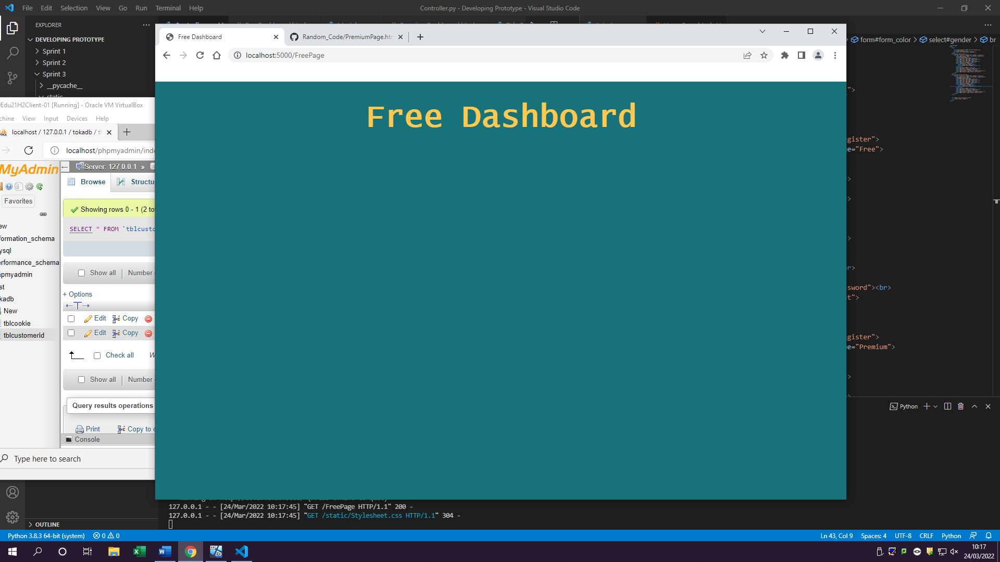 File Edit Selection View Go Run Terminal Help
Controller.py - Developing Prototype - Visual Studio Code
EXPLORER
DEVELOPING PROTOTYPE
Sprint 1
Sprint 2
Sprint 3
__pycache__
static
Free Dashboard
Random_Code/PremiumPage.htm
localhost:5000/FreePage
Free Dashboard
form#form_color
select#gender
br
">
gister">
e="Free">
>
>
>
r>
sword"><br>
t">
gister">
e="Premium">
>
Edu21H2Client-01 [Running] - Oracle VM VirtualBox
chine View Input Devices Help
localhost / 127.0.0.1 / tokadb / t
localhost/phpmyadmin/inde
MyAdmin
Server: 127.0.0.1 »
Browse
Structu
Favorites
Showing rows 0 - 1 (2 to
SELECT * FROM `tblcusto
ew
formation_schema
ysql
erformance_schema
pmyadmin
st
kadb
New
tblcookie
tblcustomerid
Show all
Number
+ Options
←T→
Edit Copy
Edit Copy
Check all
W
Show all
Number
Query results operations
Print
Copy to c
Console
Type here to search
Python
127.0.0.1 - - [24/Mar/2022 10:17:45] "GET /FreePage HTTP/1.1" 200 -
127.0.0.1 - - [24/Mar/2022 10:17:45] "GET /static/Stylesheet.css HTTP/1.1" 304 -
OUTLINE
Python 3.8.3 64-bit (system)
0
0
Ln 43, Col 9
Spaces: 4
UTF-8
CRLF
Python
10:17
24/03/2022